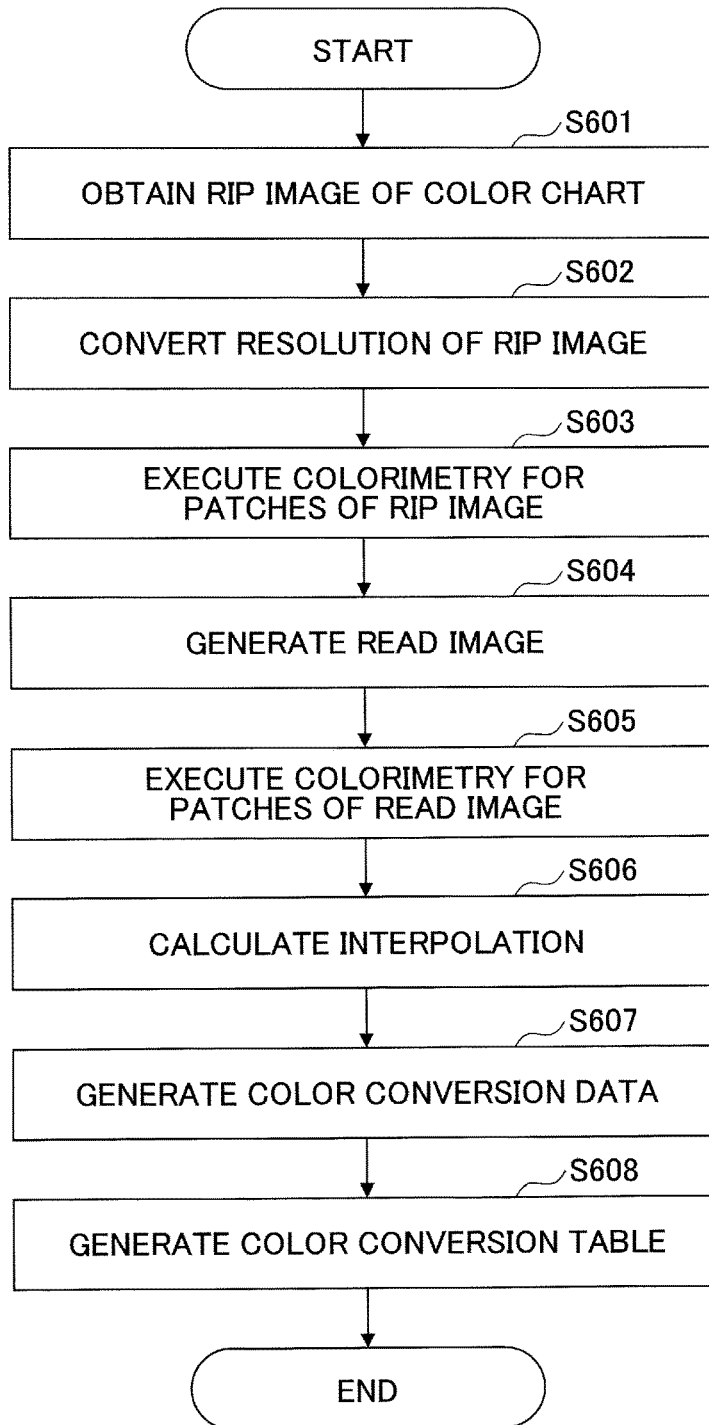 START
S601
OBTAIN RIP IMAGE OF COLOR CHART
S602
CONVERT RESOLUTION OF RIP IMAGE
S603
EXECUTE COLORIMETRY FOR
PATCHES OF RIP IMAGE
S604
GENERATE READ IMAGE
S605
EXECUTE COLORIMETRY FOR
PATCHES OF READ IMAGE
S606
CALCULATE INTERPOLATION
S607
GENERATE COLOR CONVERSION DATA
S608
GENERATE COLOR CONVERSION TABLE
END